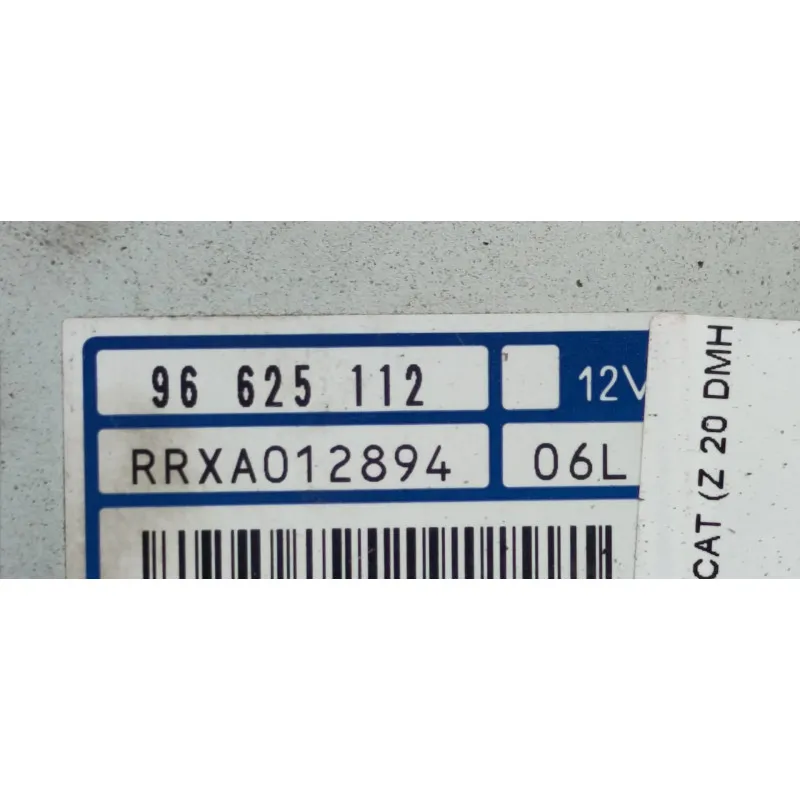 96 625 112
12V
RRXA012894
06L
CAT (Z 20 DMH